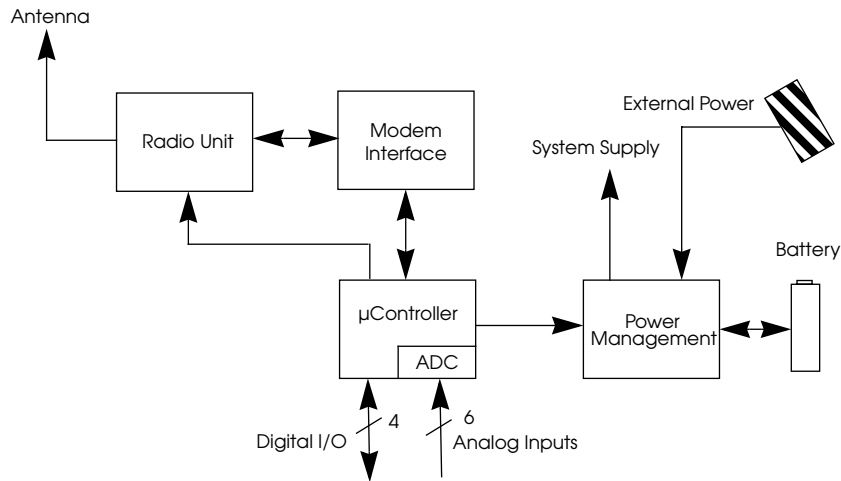 Antenna
External Power
Radio Unit
Modem
Interface
System Supply
Battery
µController
Power
Management
ADC
4
6
Digital I/O
Analog Inputs